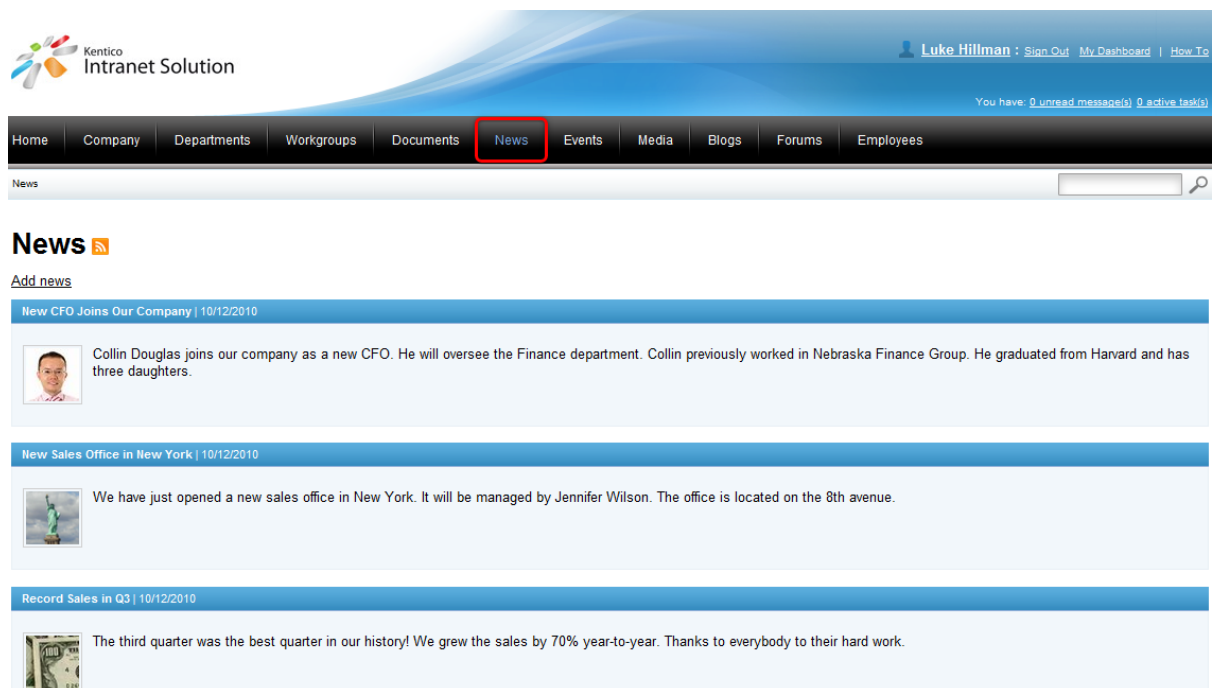 Kentico
Intranet Solution
Luke Hillman : Sign Out My Dashboard | How To
You have: 0 unread message(s) 0 active task(s)
Home Company Departments Workgroups Documents News Events Media Blogs Forums Employees
News
News
Add news
New CFO Joins Our Company | 10/12/2010
Collin Douglas joins our company as a new CFO. He will oversee the Finance department. Collin previously worked in Nebraska Finance Group. He graduated from Harvard and has
three daughters.
New Sales Office in New York | 10/12/2010
We have just opened a new sales office in New York. It will be managed by Jennifer Wilson. The office is located on the 8th avenue.
Record Sales in Q3 | 10/12/2010
The third quarter was the best quarter in our history! We grew the sales by 70% year-to-year. Thanks to everybody to their hard work.
100